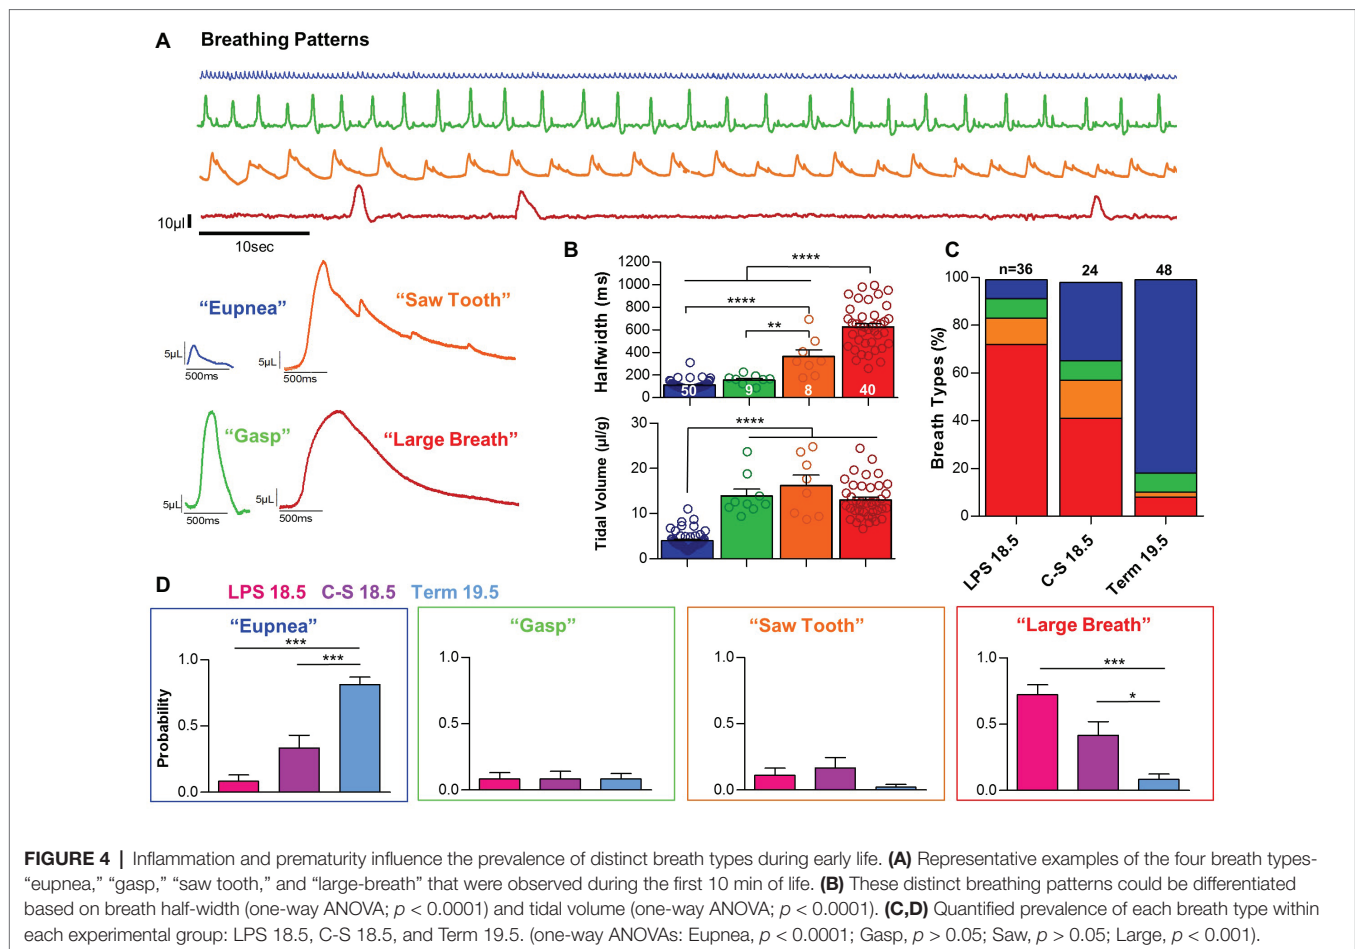 A Breathing Patterns
10µl
10sec
"Eupnea"
5µL
500ms
"Saw Tooth"
5µL
500ms
"Gasp"
5µL
500ms
"Large Breath"
5µL
500ms
B
Halfwidth (ms)
1200
1000
800
600
400
200
0
****
****
**
50 9 8 40
Tidal Volume (µl/g)
30
20
10
0
****
C
n=36 24 48
Breath Types (%)
100
80
60
40
20
0
LPS 18.5
C-S 18.5
Term 19.5
D
LPS 18.5 C-S 18.5 Term 19.5
"Eupnea"
Probability
1.0
0.5
0.0
***
***
"Gasp"
1.0
0.5
0.0
"Saw Tooth"
1.0
0.5
0.0
"Large Breath"
1.0
0.5
0.0
***
*
FIGURE 4 | Inflammation and prematurity influence the prevalence of distinct breath types during early life. (A) Representative examples of the four breath types-
"eupnea," "gasp," "saw tooth," and "large-breath" that were observed during the first 10 min of life. (B) These distinct breathing patterns could be differentiated
based on breath half-width (one-way ANOVA; p < 0.0001) and tidal volume (one-way ANOVA; p < 0.0001). (C,D) Quantified prevalence of each breath type within
each experimental group: LPS 18.5, C-S 18.5, and Term 19.5. (one-way ANOVAs: Eupnea, p < 0.0001; Gasp, p > 0.05; Saw, p > 0.05; Large, p < 0.001).